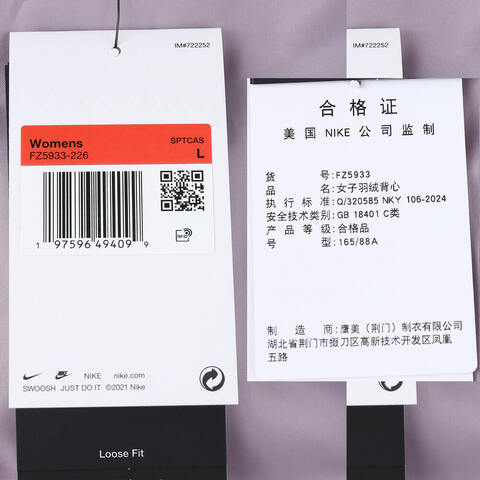 IM#722252
Womens
SPTCAS
FZ5933-226
L
1 97596 49409 9
RFID
NIKE nike.com
SWOOSH JUST DO IT ©2021 Nike
Loose Fit
IM#722252
合格证
美国 NIKE 公司监制
货 号:FZ5933
品 名:女子羽绒背心
执行标准:Q/320585 NKY 106-2024
安全技术类别:GB 18401 C类
产品等级:合格品
型 号:165/88A
制 造 商:鹰美（荆门）制衣有限公司
湖北省荆门市掇刀区高新技术开发区凤凰
五路